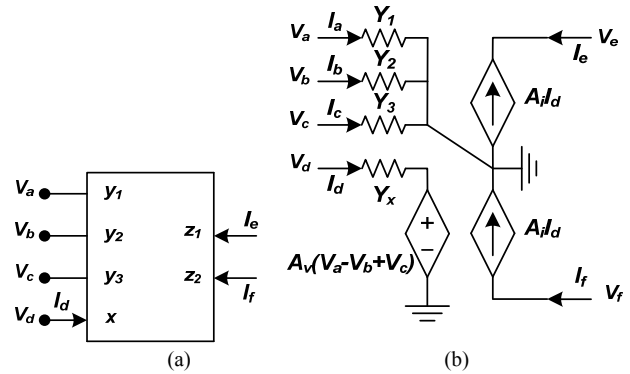 Va
Vb
Vc
Vd
Id
y1
y2
y3
x
z1
z2
Ie
If
(a)
Va
Ia
Y1
Vb
Ib
Y2
Vc
Ic
Y3
Vd
Id
Yx
Av(Va-Vb+Vc)
+
−
Ve
Ie
AiId
AiId
If
Vf
(b)